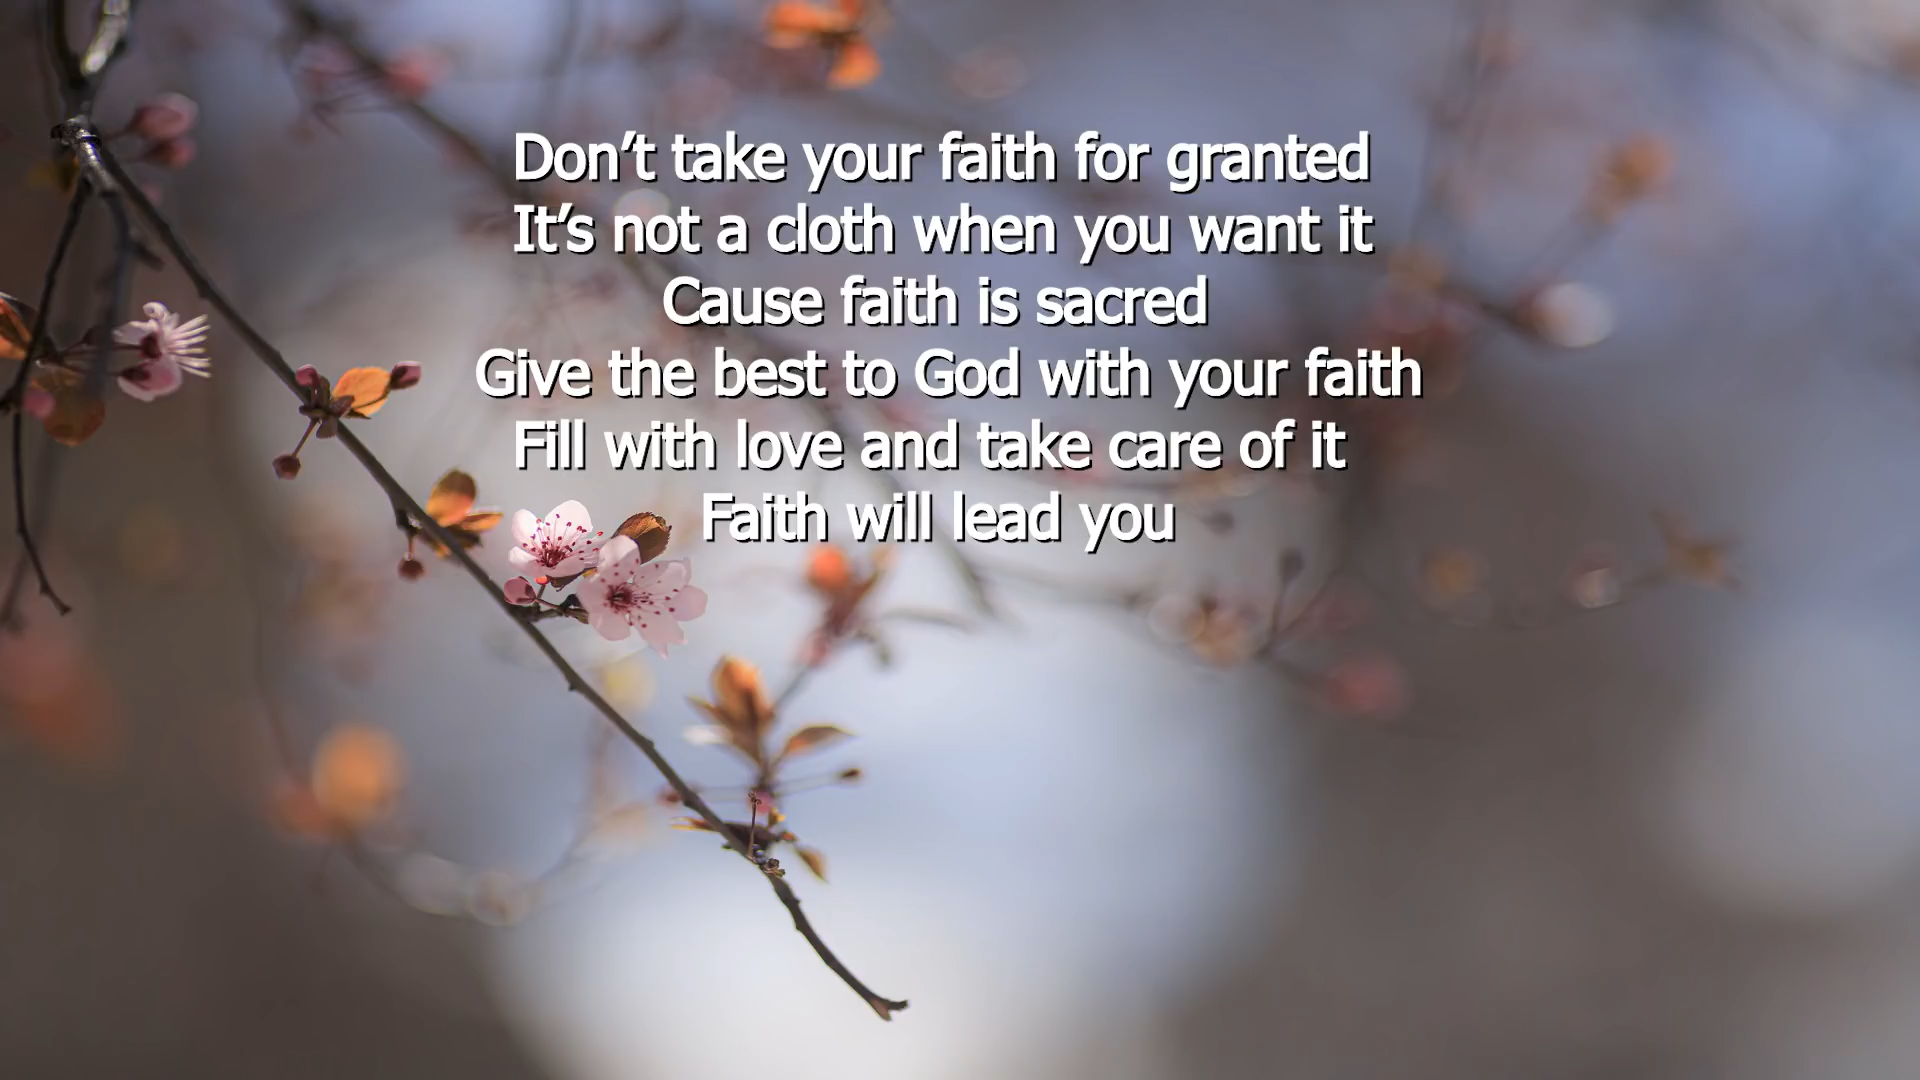 Don’t take your faith for granted
It’s not a cloth when you want it
Cause faith is sacred
Give the best to God with your faith
Fill with love and take care of it
Faith will lead you